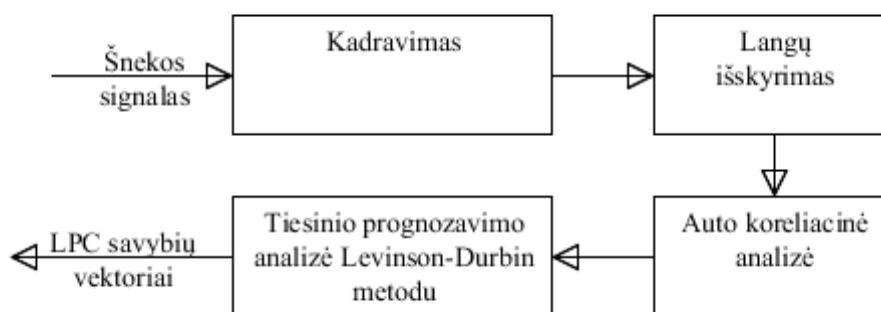 Šnekos
signalas
Kadravimas
Langų
išskyrimas
Auto koreliacinė
analizė
Tiesinio prognozavimo
analizė Levinson-Durbin
metodu
LPC savybių
vektoriai